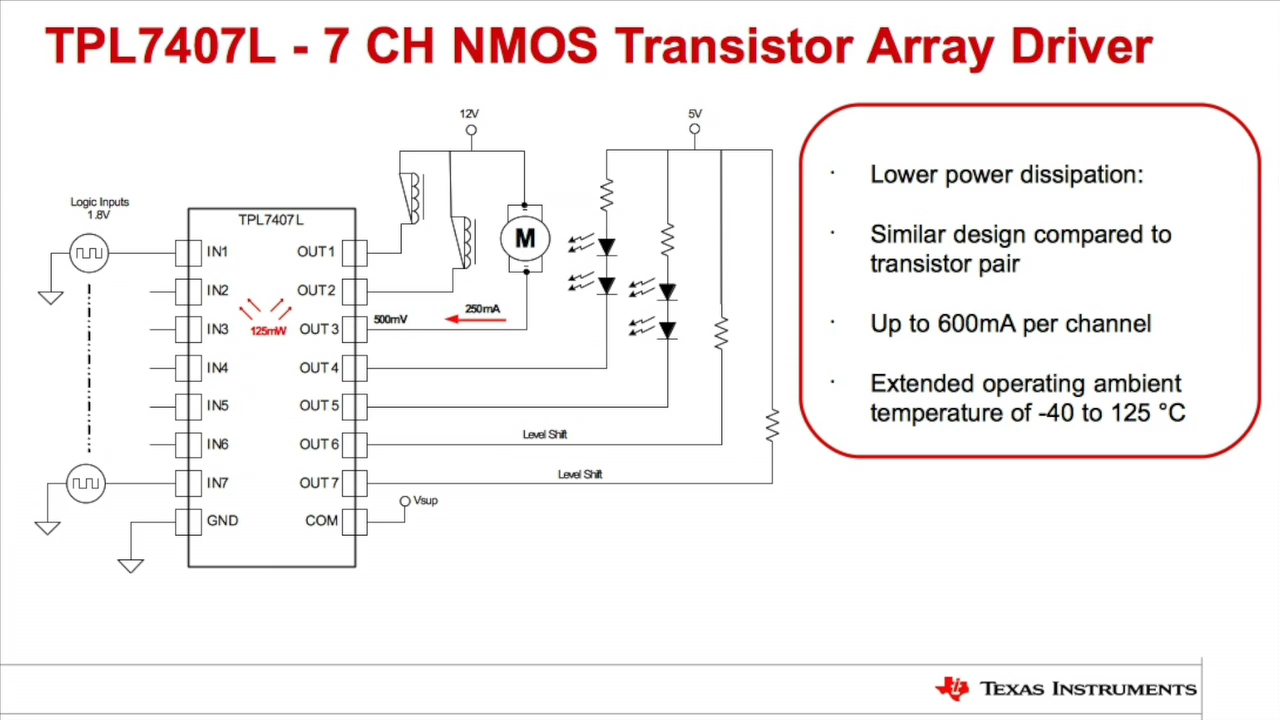 TPL7407L - 7 CH NMOS Transistor Array Driver
12V
5V
Logic Inputs
1.8V
TPL7407L
IN1
OUT1
IN2
OUT2
IN3
OUT3
IN4
OUT4
IN5
OUT5
IN6
OUT6
IN7
OUT7
GND
COM
125mW
500mV
250mA
M
Level Shift
Level Shift
Vsup
· Lower power dissipation:
· Similar design compared to
transistor pair
· Up to 600mA per channel
· Extended operating ambient
temperature of -40 to 125 °C
TEXAS INSTRUMENTS